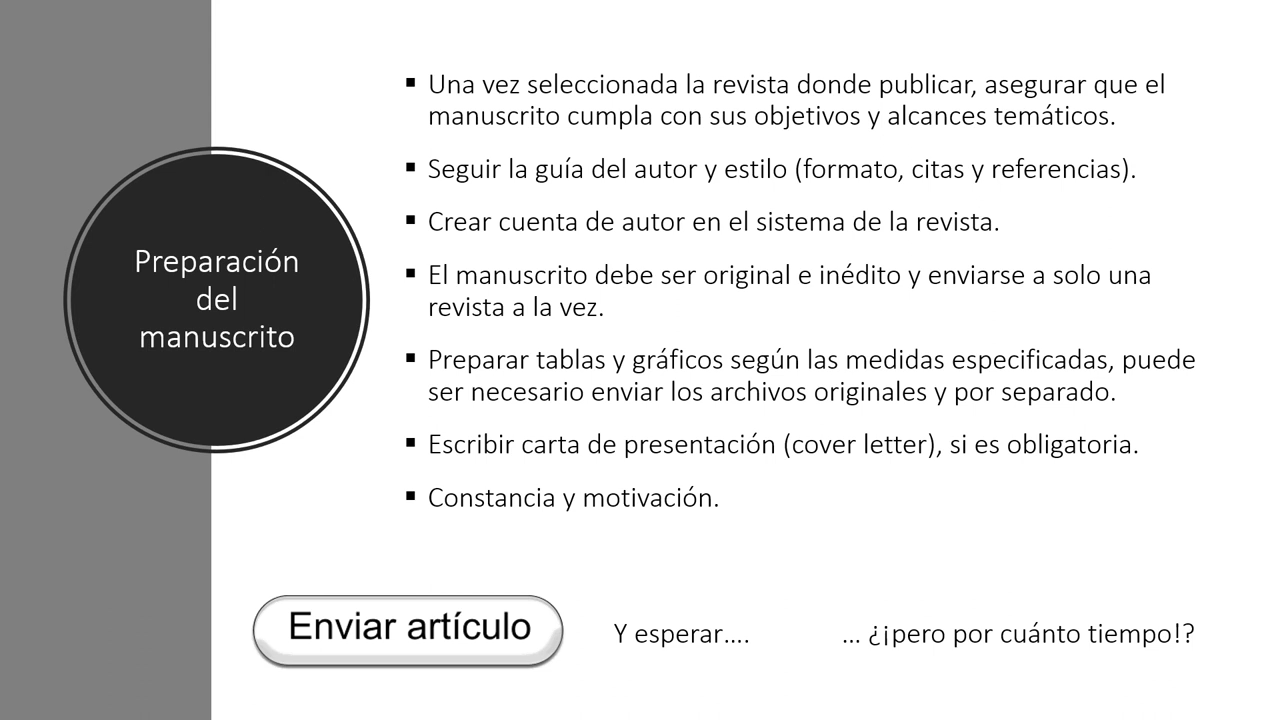 Preparación
del
manuscrito
▪ Una vez seleccionada la revista donde publicar, asegurar que el
manuscrito cumpla con sus objetivos y alcances temáticos.
▪ Seguir la guía del autor y estilo (formato, citas y referencias).
▪ Crear cuenta de autor en el sistema de la revista.
▪ El manuscrito debe ser original e inédito y enviarse a solo una
revista a la vez.
▪ Preparar tablas y gráficos según las medidas especificadas, puede
ser necesario enviar los archivos originales y por separado.
▪ Escribir carta de presentación (cover letter), si es obligatoria.
▪ Constancia y motivación.
Enviar artículo
Y esperar.... ... ¿¡pero por cuánto tiempo!?